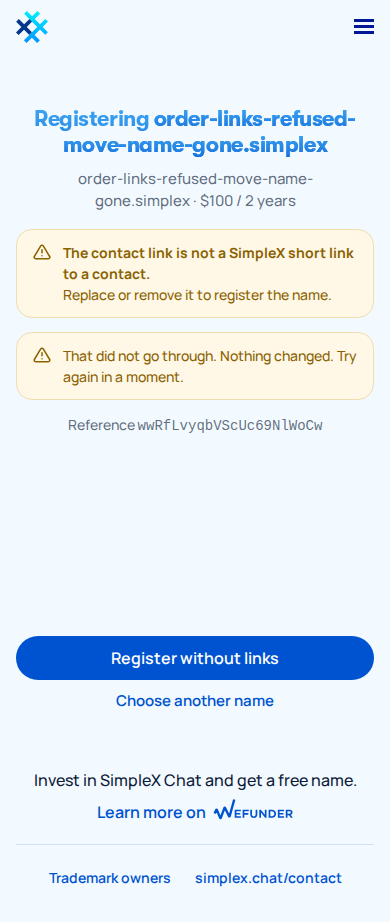 Registering order-links-refused-
move-name-gone.simplex
order-links-refused-move-name-
gone.simplex · $100 / 2 years
The contact link is not a SimpleX short link
to a contact.
Replace or remove it to register the name.
That did not go through. Nothing changed. Try
again in a moment.
Reference wwRfLvyqbVScUc69NlWoCw
Register without links
Choose another name
Invest in SimpleX Chat and get a free name.
Learn more on WEFUNDER
Trademark owners simplex.chat/contact